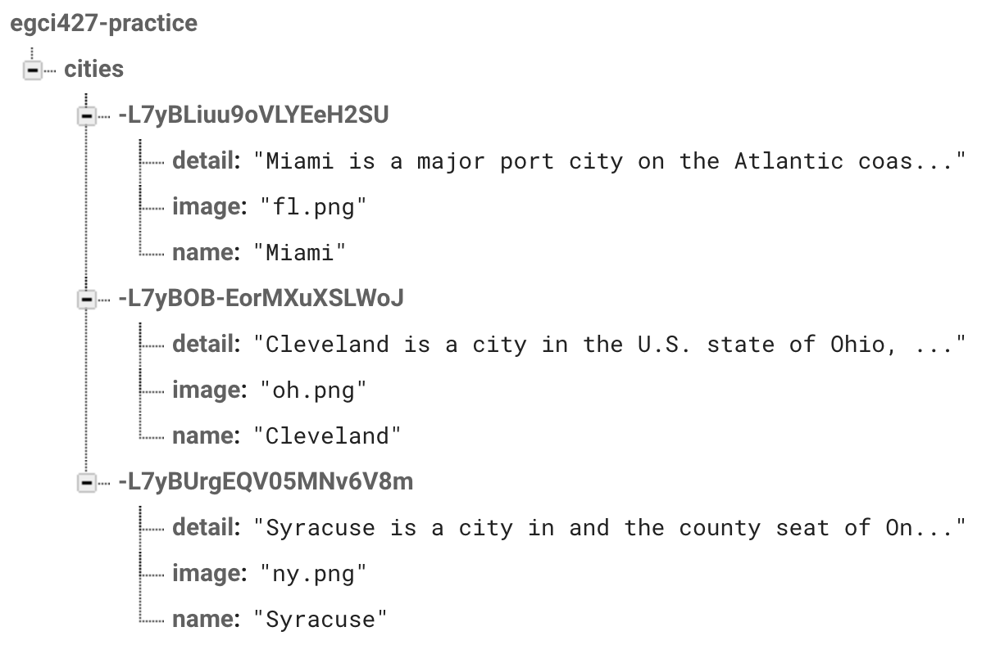 egci427-practice
cities
-L7yBLiuu9oVLYEeH2SU
detail: "Miami is a major port city on the Atlantic coas..."
image: "fl.png"
name: "Miami"
-L7yBOB-EorMXuXSLWoJ
detail: "Cleveland is a city in the U.S. state of Ohio, ..."
image: "oh.png"
name: "Cleveland"
-L7yBUrgEQV05MNv6V8m
detail: "Syracuse is a city in and the county seat of On..."
image: "ny.png"
name: "Syracuse"